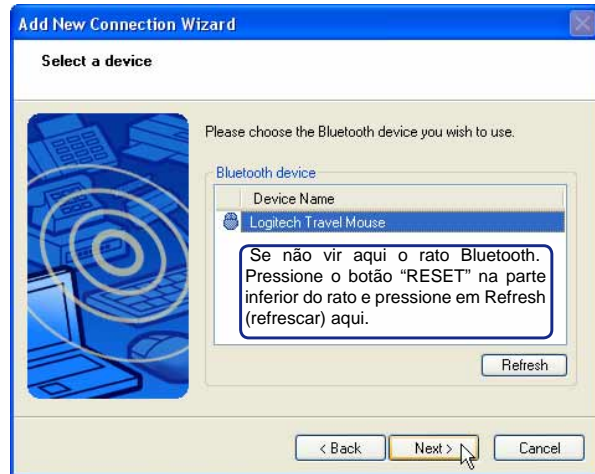 Add New Connection Wizard
Select a device
Please choose the Bluetooth device you wish to use.
Bluetooth device
Device Name
Logitech Travel Mouse
Se não vir aqui o rato Bluetooth.
Pressione o botão “RESET” na parte
inferior do rato e pressione em Refresh
(refrescar) aqui.
Refresh
< Back
Next >
Cancel